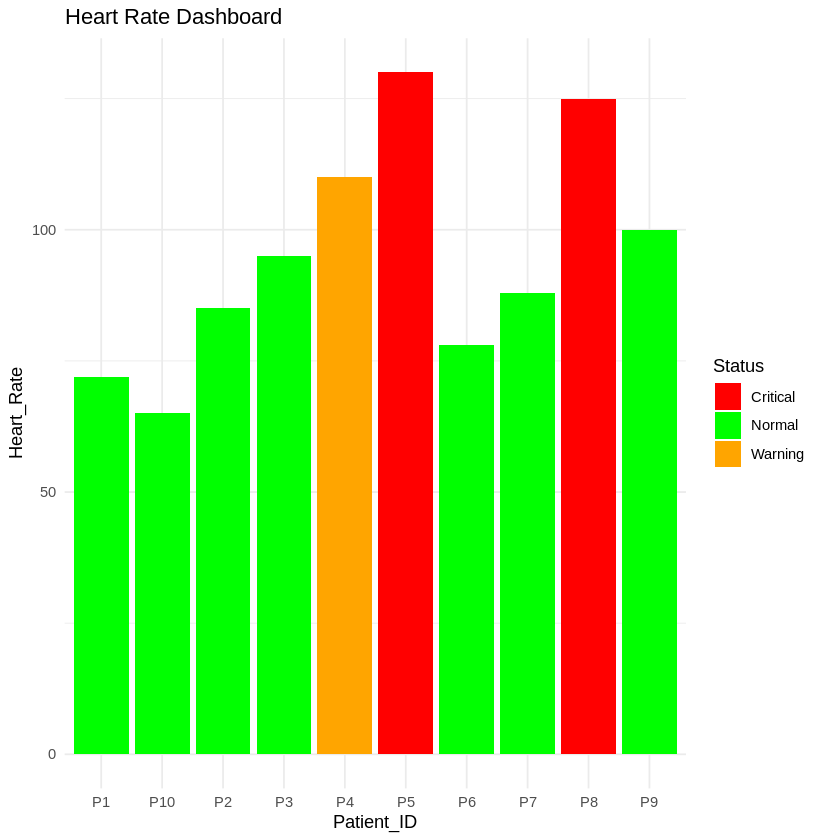 Heart Rate Dashboard
Heart_Rate
100
50
0
P1 P10 P2 P3 P4 P5 P6 P7 P8 P9
Patient_ID
Status
Critical
Normal
Warning